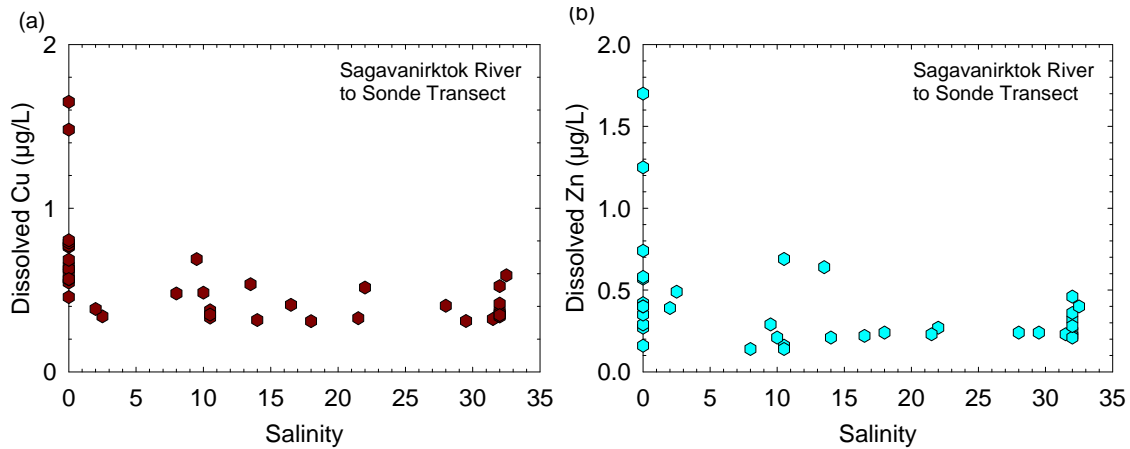 (a)
2
1
0
Dissolved Cu (µg/L)
Sagavanirktok River
to Sonde Transect
0 5 10 15 20 25 30 35
Salinity
(b)
2.0
1.5
1.0
0.5
0.0
Dissolved Zn (µg/L)
Sagavanirktok River
to Sonde Transect
0 5 10 15 20 25 30 35
Salinity